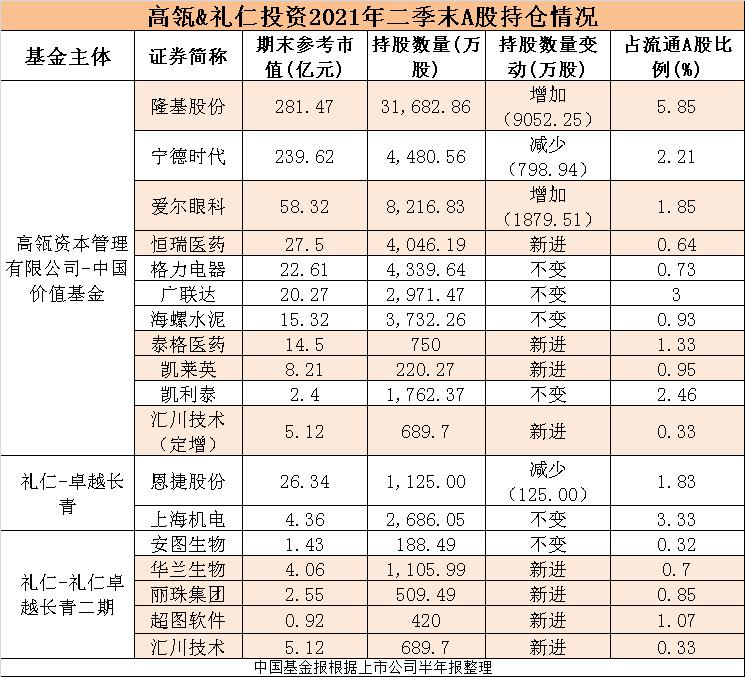 高瓴&礼仁投资2021年二季末A股持仓情况
基金主体 证券简称 期末参考市值(亿元) 持股数量(万股) 持股数量变动(万股) 占流通A股比例(%)
高瓴资本管理有限公司-中国价值基金
隆基股份 281.47 31,682.86 增加（9052.25） 5.85
宁德时代 239.62 4,480.56 减少（798.94） 2.21
爱尔眼科 58.32 8,216.83 增加（1879.51） 1.85
恒瑞医药 27.5 4,046.19 新进 0.64
格力电器 22.61 4,339.64 不变 0.73
广联达 20.27 2,971.47 不变 3
海螺水泥 15.32 3,732.26 不变 0.93
泰格医药 14.5 750 新进 1.33
凯莱英 8.21 220.27 新进 0.95
凯利泰 2.4 1,762.37 不变 2.46
汇川技术（定增） 5.12 689.7 新进 0.33
礼仁-卓越长青
恩捷股份 26.34 1,125.00 减少（125.00） 1.83
上海机电 4.36 2,686.05 不变 3.33
礼仁-礼仁卓越长青二期
安图生物 1.43 188.49 不变 0.32
华兰生物 4.06 1,105.99 新进 0.7
丽珠集团 2.55 509.49 新进 0.85
超图软件 0.92 420 新进 1.07
汇川技术 5.12 689.7 新进 0.33
中国基金报根据上市公司半年报整理